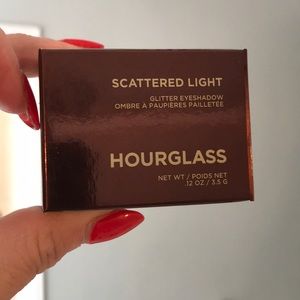 SCATTERED LIGHT
GLITTER EYESHADOW
OMBRE À PAUPIÈRES PAILLETÉE
HOURGLASS
NET WT / POIDS NET
.12 OZ / 3.5 G